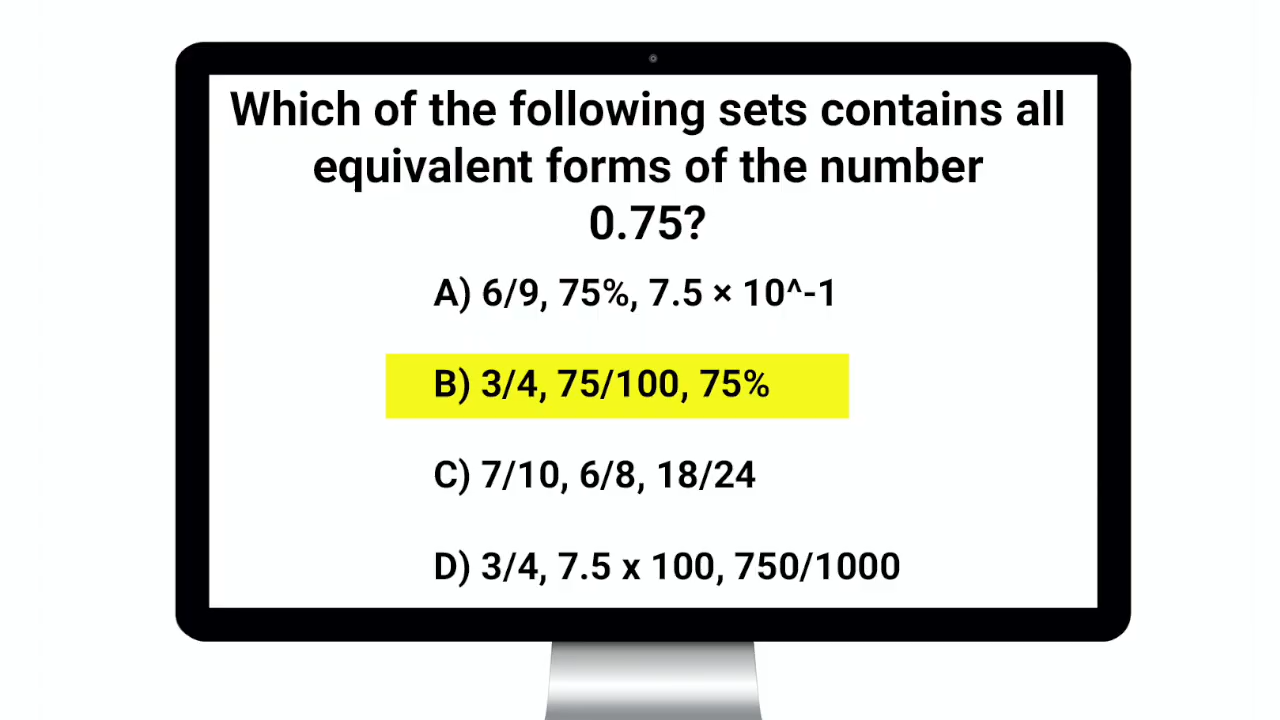 Which of the following sets contains all
equivalent forms of the number
0.75?
A) 6/9, 75%, 7.5 × 10^-1
B) 3/4, 75/100, 75%
C) 7/10, 6/8, 18/24
D) 3/4, 7.5 x 100, 750/1000